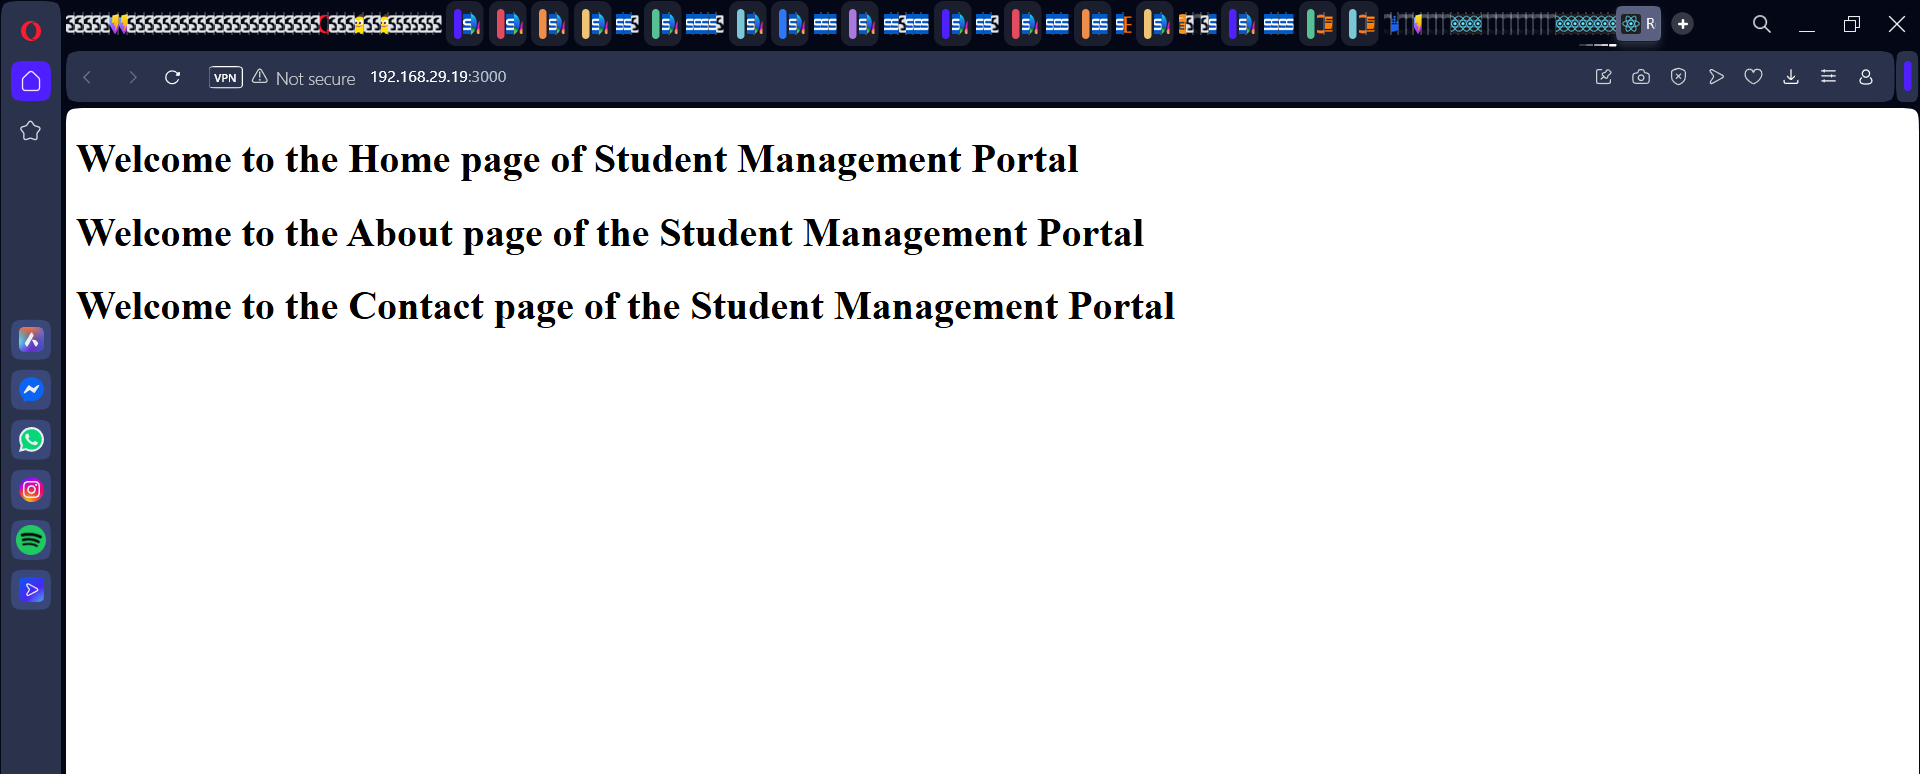 R
VPN Not secure 192.168.29.19:3000
Welcome to the Home page of Student Management Portal
Welcome to the About page of the Student Management Portal
Welcome to the Contact page of the Student Management Portal